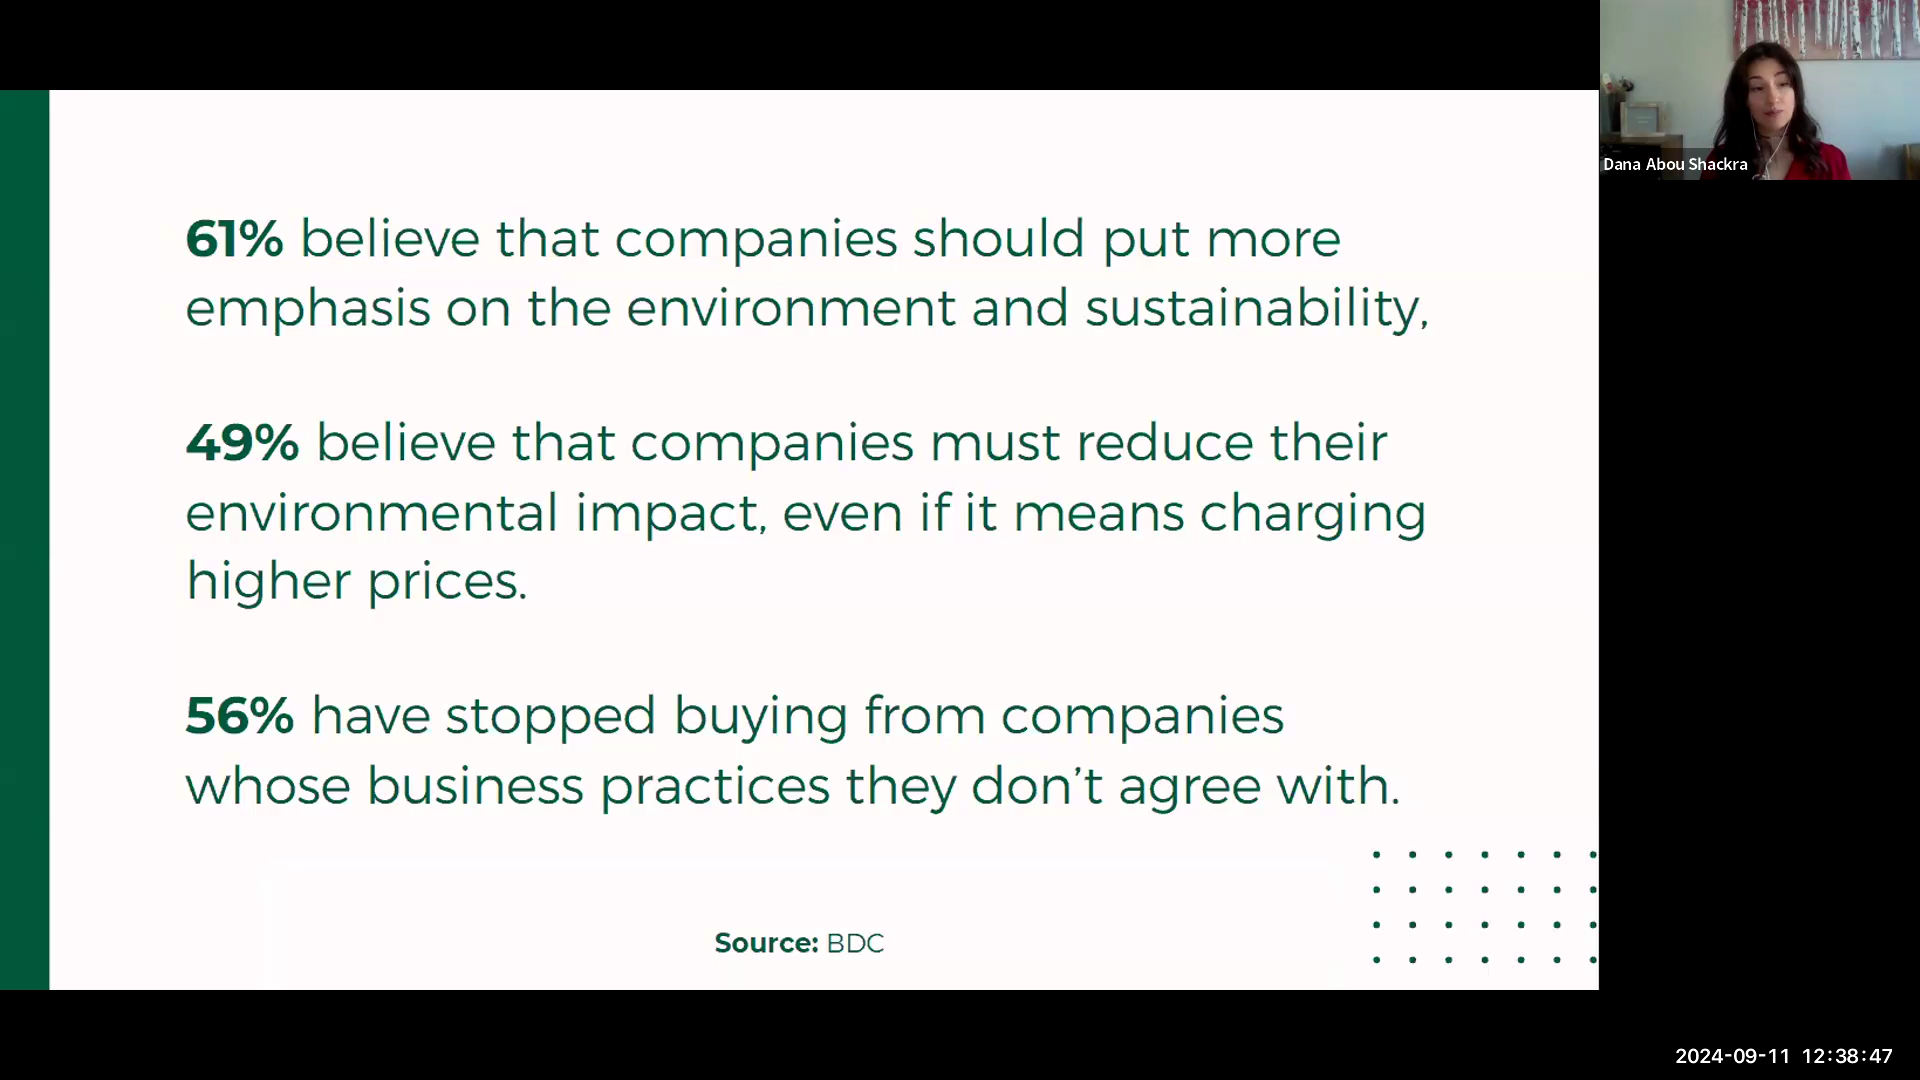 61% believe that companies should put more
emphasis on the environment and sustainability,
49% believe that companies must reduce their
environmental impact, even if it means charging
higher prices.
56% have stopped buying from companies
whose business practices they don’t agree with.
Source: BDC
Dana Abou Shackra
2024-09-11 12:38:47